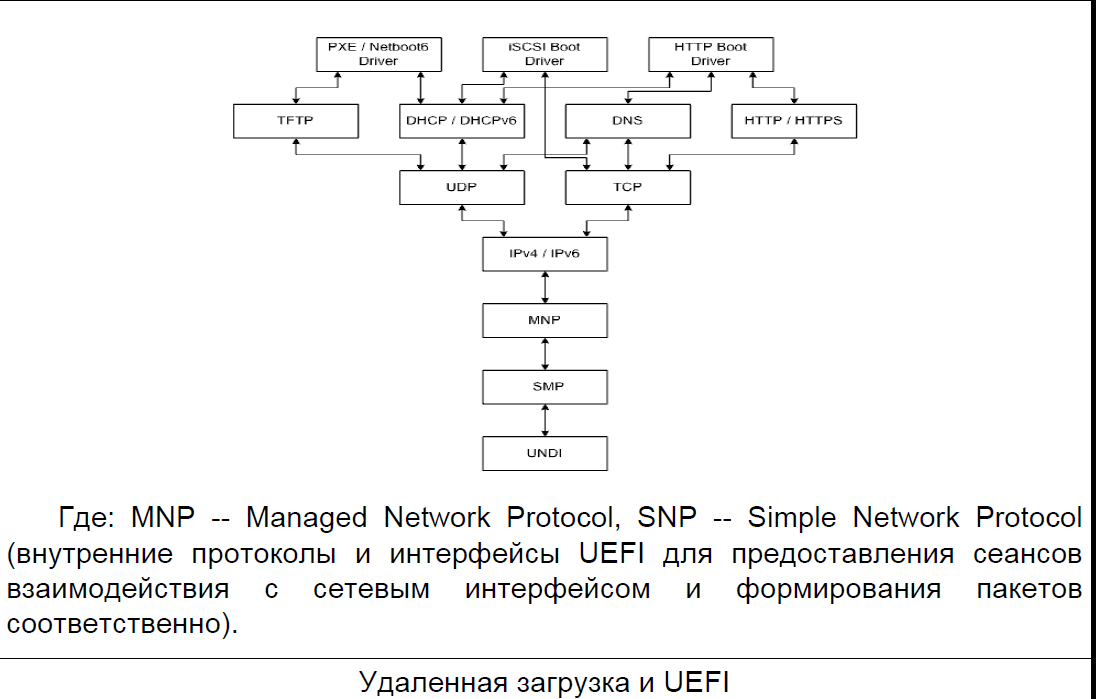 PXE / Netboot6
Driver
iSCSI Boot
Driver
HTTP Boot
Driver
TFTP
DHCP / DHCPv6
DNS
HTTP / HTTPS
UDP
TCP
IPv4 / IPv6
MNP
SMP
UNDI
Где: MNP -- Managed Network Protocol, SNP -- Simple Network Protocol
(внутренние протоколы и интерфейсы UEFI для предоставления сеансов
взаимодействия с сетевым интерфейсом и формирования пакетов
соответственно).
Удаленная загрузка и UEFI